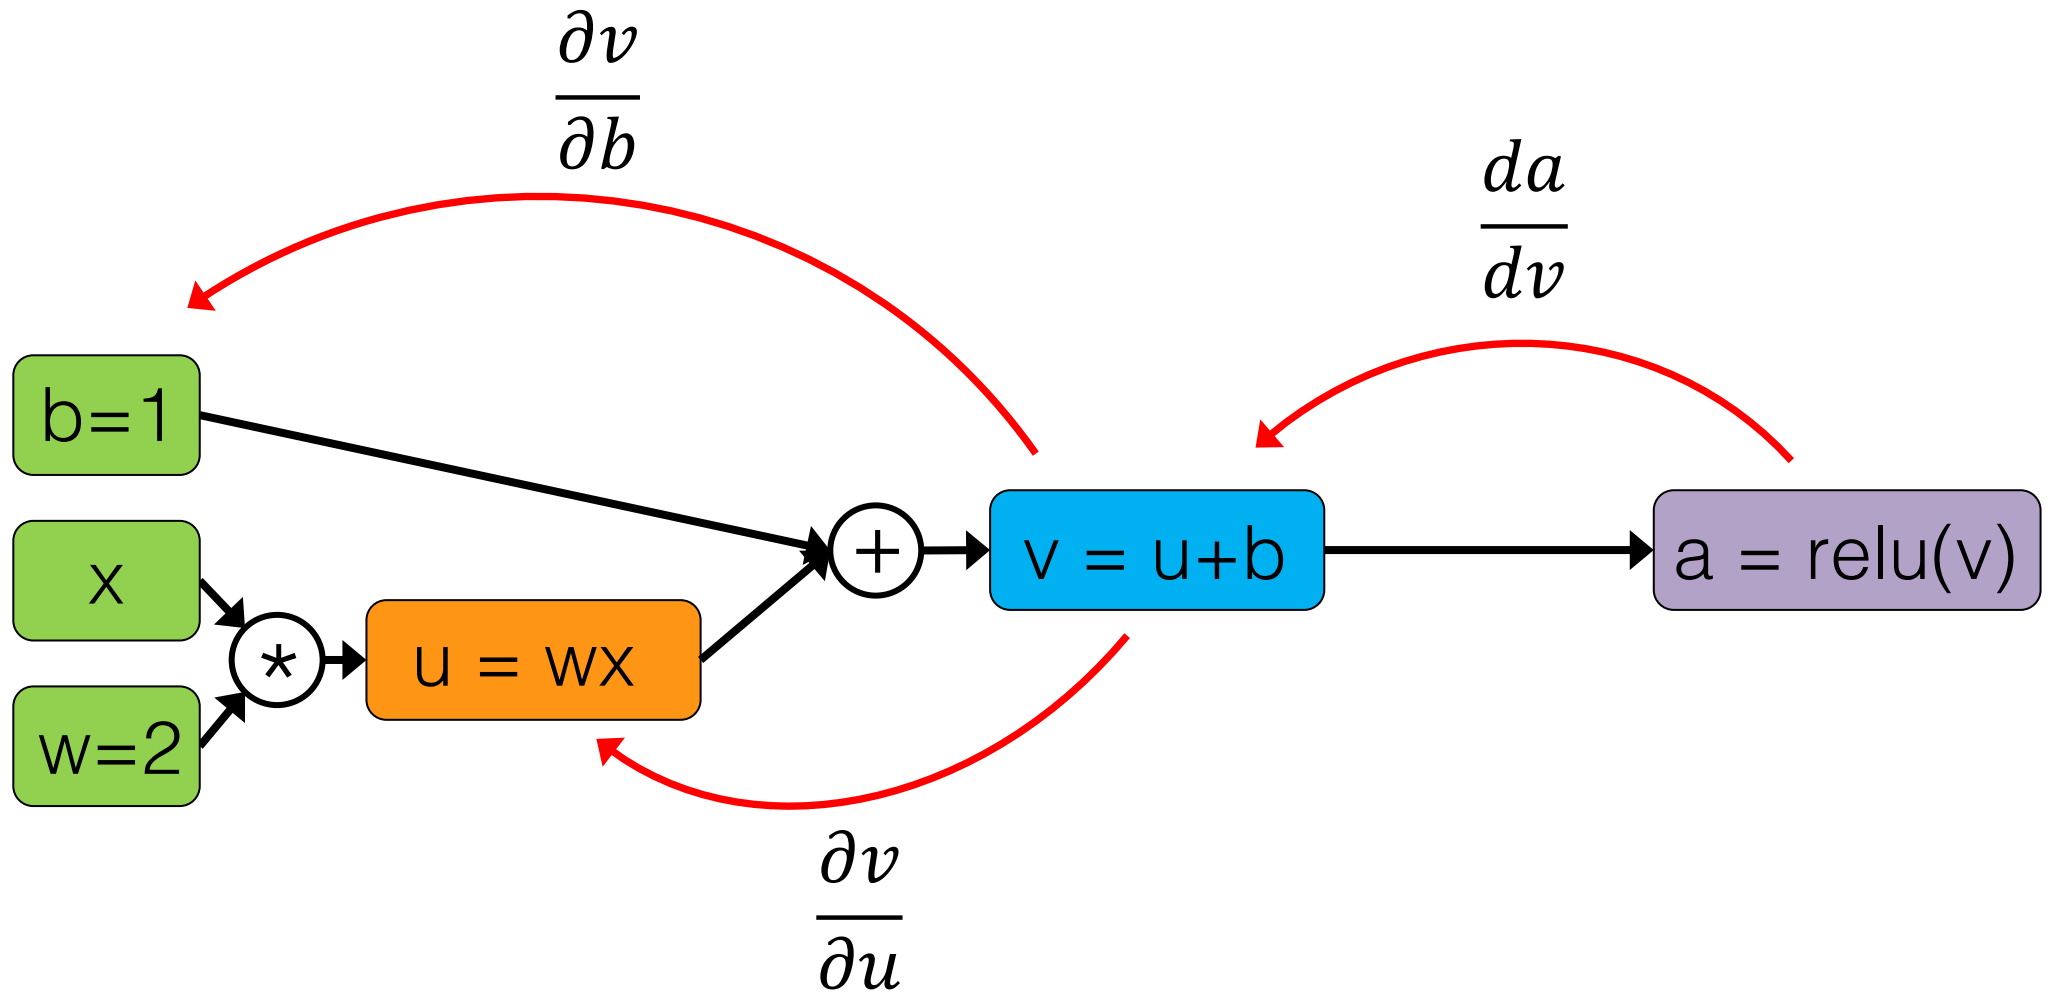 ∂v
∂b
da
dv
b=1
x
*
w=2
u = wx
+
v = u+b
a = relu(v)
∂v
∂u